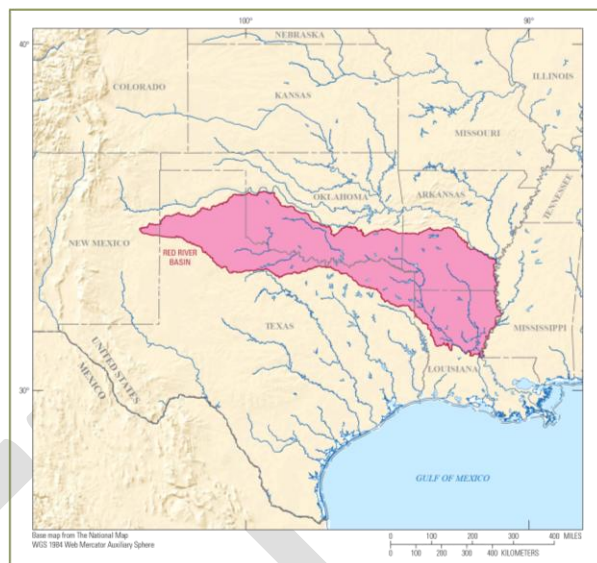 100°
90°
40°
NEBRASKA
ILLINOIS
COLORADO
KANSAS
MISSOURI
TENNESSEE
OKLAHOMA
ARKANSAS
NEW MEXICO
RED RIVER
BASIN
MISSISSIPPI
TEXAS
UNITED STATES
MEXICO
LOUISIANA
30°
GULF OF MEXICO
Base map from The National Map
WGS 1984 Web Mercator Auxiliary Sphere
0 100 200 300 400 MILES
0 100 200 300 400 KILOMETERS